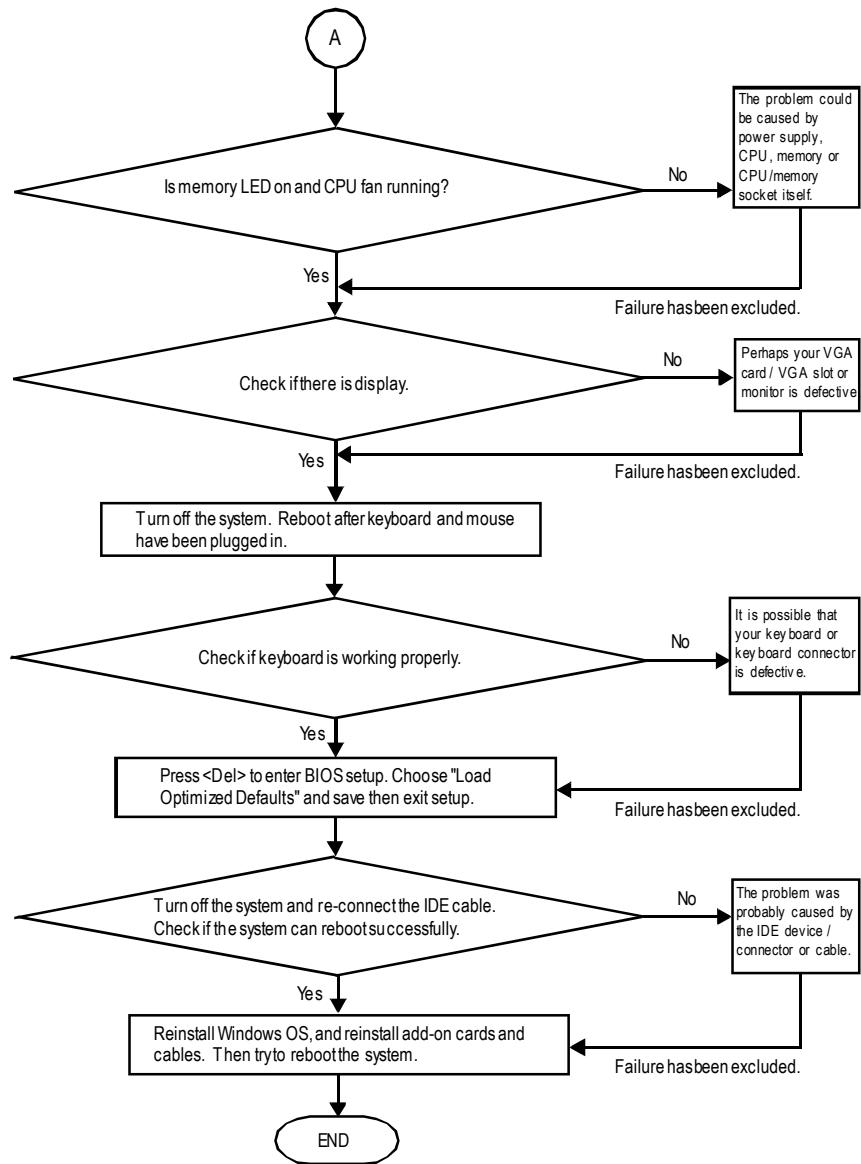 A
The problem could
be caused by
power supply,
CPU, memory or
CPU/memory
socket itself.
Is memory LED on and CPU fan running?
No
Yes
Failure has been excluded.
Check if there is display.
No
Perhaps your VGA
card / VGA slot or
monitor is defective
Yes
Failure has been excluded.
Turn off the system. Reboot after keyboard and mouse
have been plugged in.
Check if keyboard is working properly.
No
It is possible that
your keyboard or
keyboard connector
is defective.
Yes
Press <Del> to enter BIOS setup. Choose "Load
Optimized Defaults" and save then exit setup.
Failure has been excluded.
Turn off the system and re-connect the IDE cable.
Check if the system can reboot successfully.
No
The problem was
probably caused by
the IDE device /
connector or cable.
Yes
Reinstall Windows OS, and reinstall add-on cards and
cables. Then try to reboot the system.
Failure has been excluded.
END